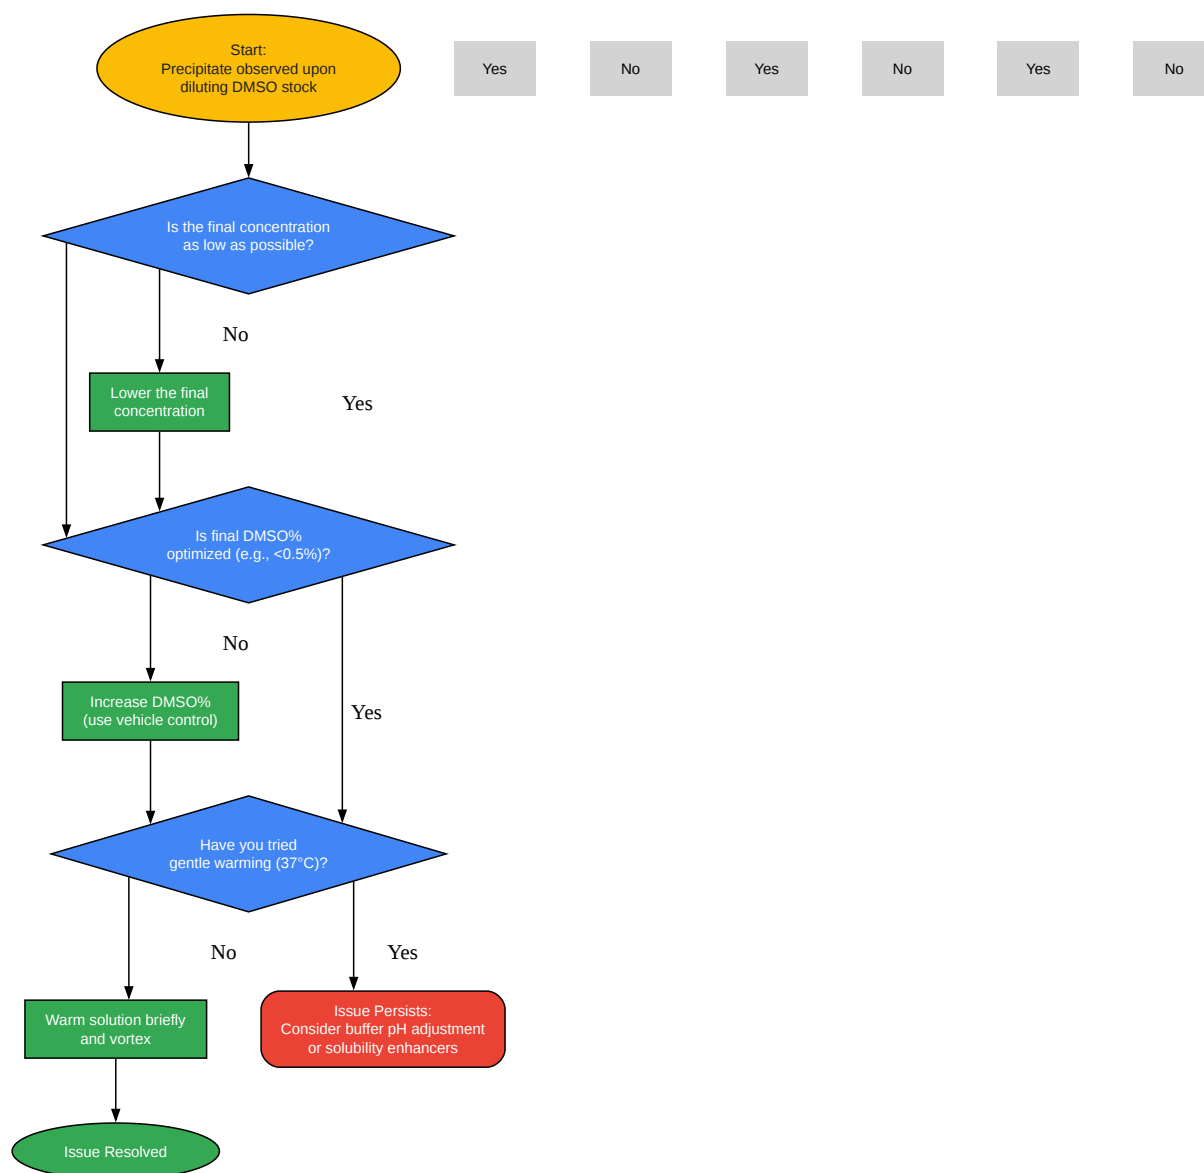 Start:
Precipitate observed upon
diluting DMSO stock
Yes
No
Yes
No
Yes
No
Is the final concentration
as low as possible?
No
Lower the final
concentration
Yes
Is final DMSO%
optimized (e.g., <0.5%)?
No
Increase DMSO%
(use vehicle control)
Yes
Have you tried
gentle warming (37°C)?
No
Yes
Warm solution briefly
and vortex
Issue Persists:
Consider buffer pH adjustment
or solubility enhancers
Issue Resolved